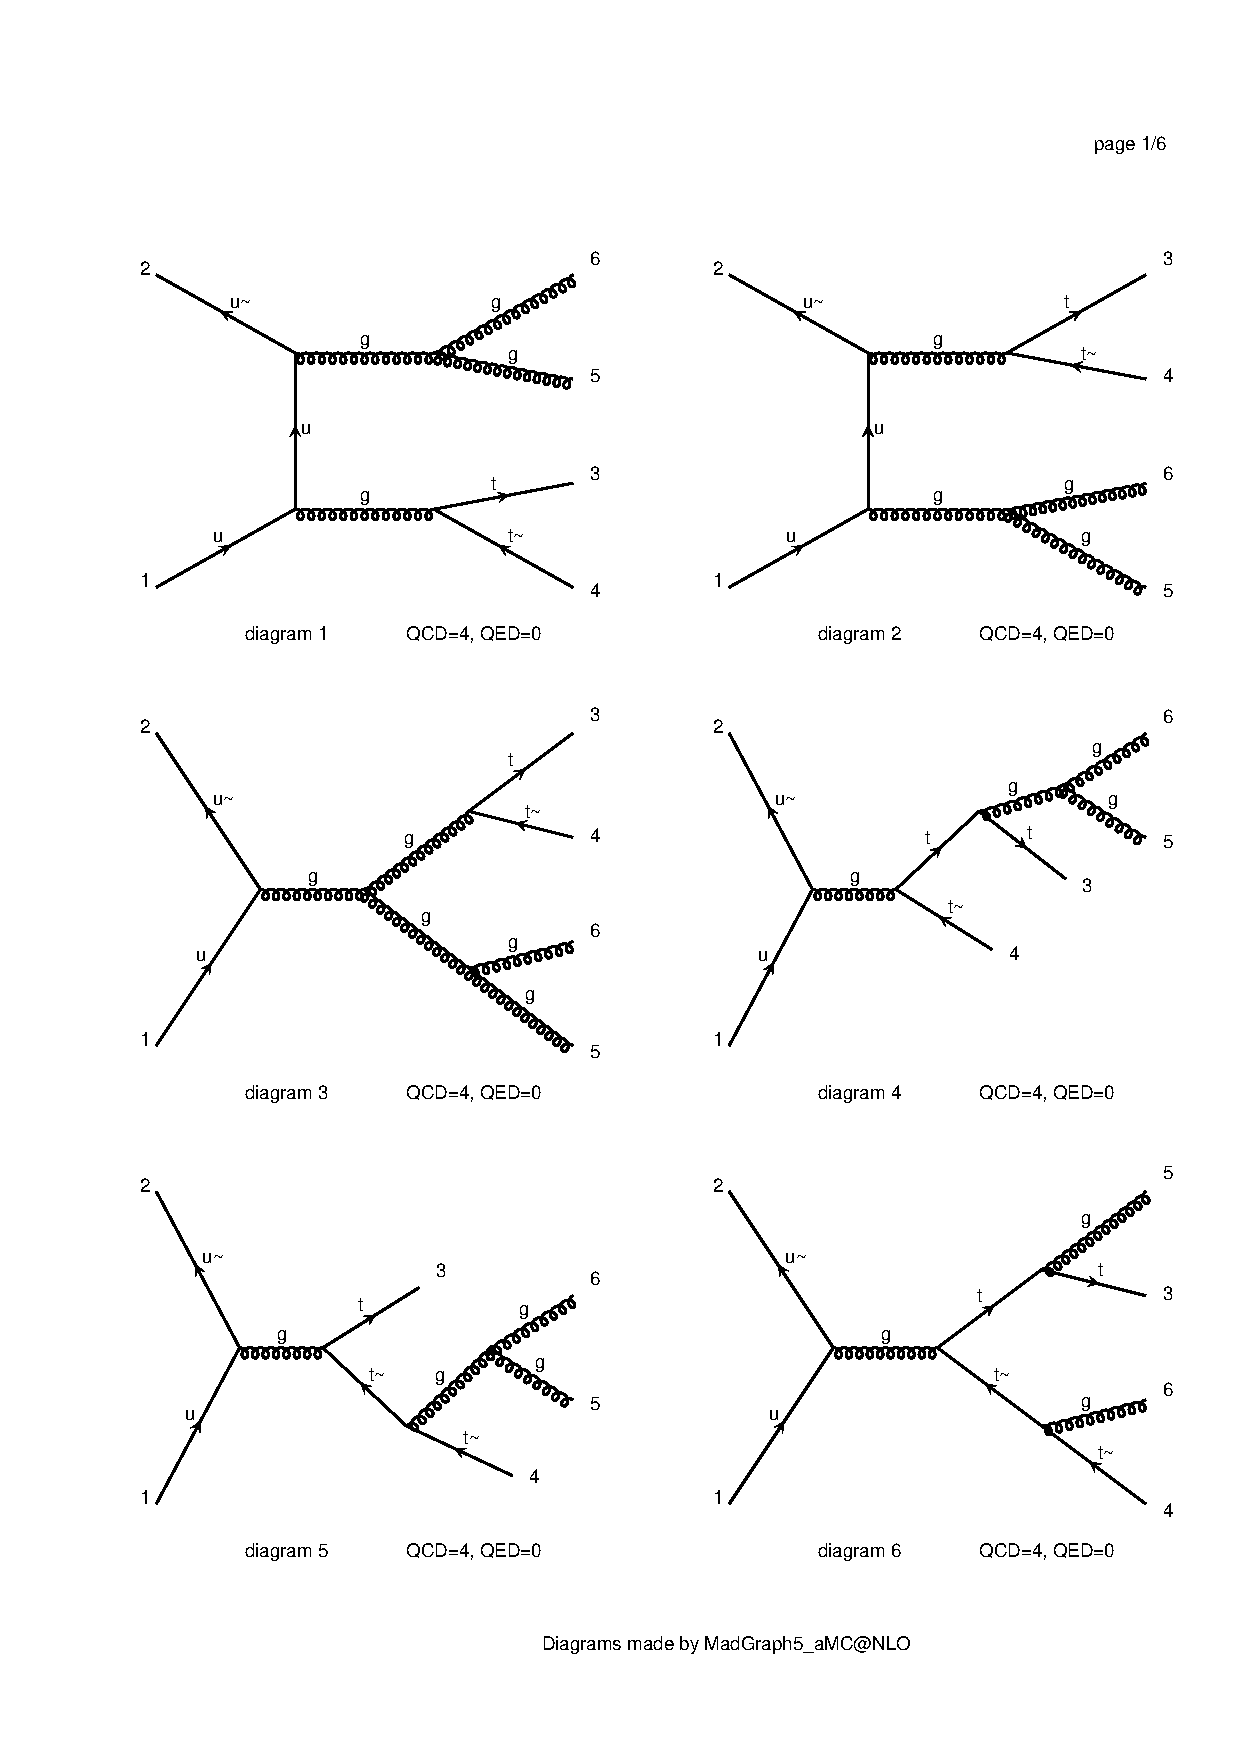 page 1/6
2
u~
g
g
6
g
5
u
g
t
3
u
t~
1
4
diagram 1 QCD=4, QED=0
2
u~
g
t
3
t~
4
u
g
g
6
u
g
1
5
diagram 2 QCD=4, QED=0
2
u~
t
3
t~
g
4
g
g
g
6
u
g
1
5
diagram 3 QCD=4, QED=0
2
u~
g
6
g
g
t
t
5
g
3
t~
u
4
1
diagram 4 QCD=4, QED=0
2
u~
3
t
g
6
g
g
t~
g
5
u
t~
4
1
diagram 5 QCD=4, QED=0
2
u~
g
5
t
t
3
g
t~
g
6
u
t~
1
4
diagram 6 QCD=4, QED=0
Diagrams made by MadGraph5_aMC@NLO